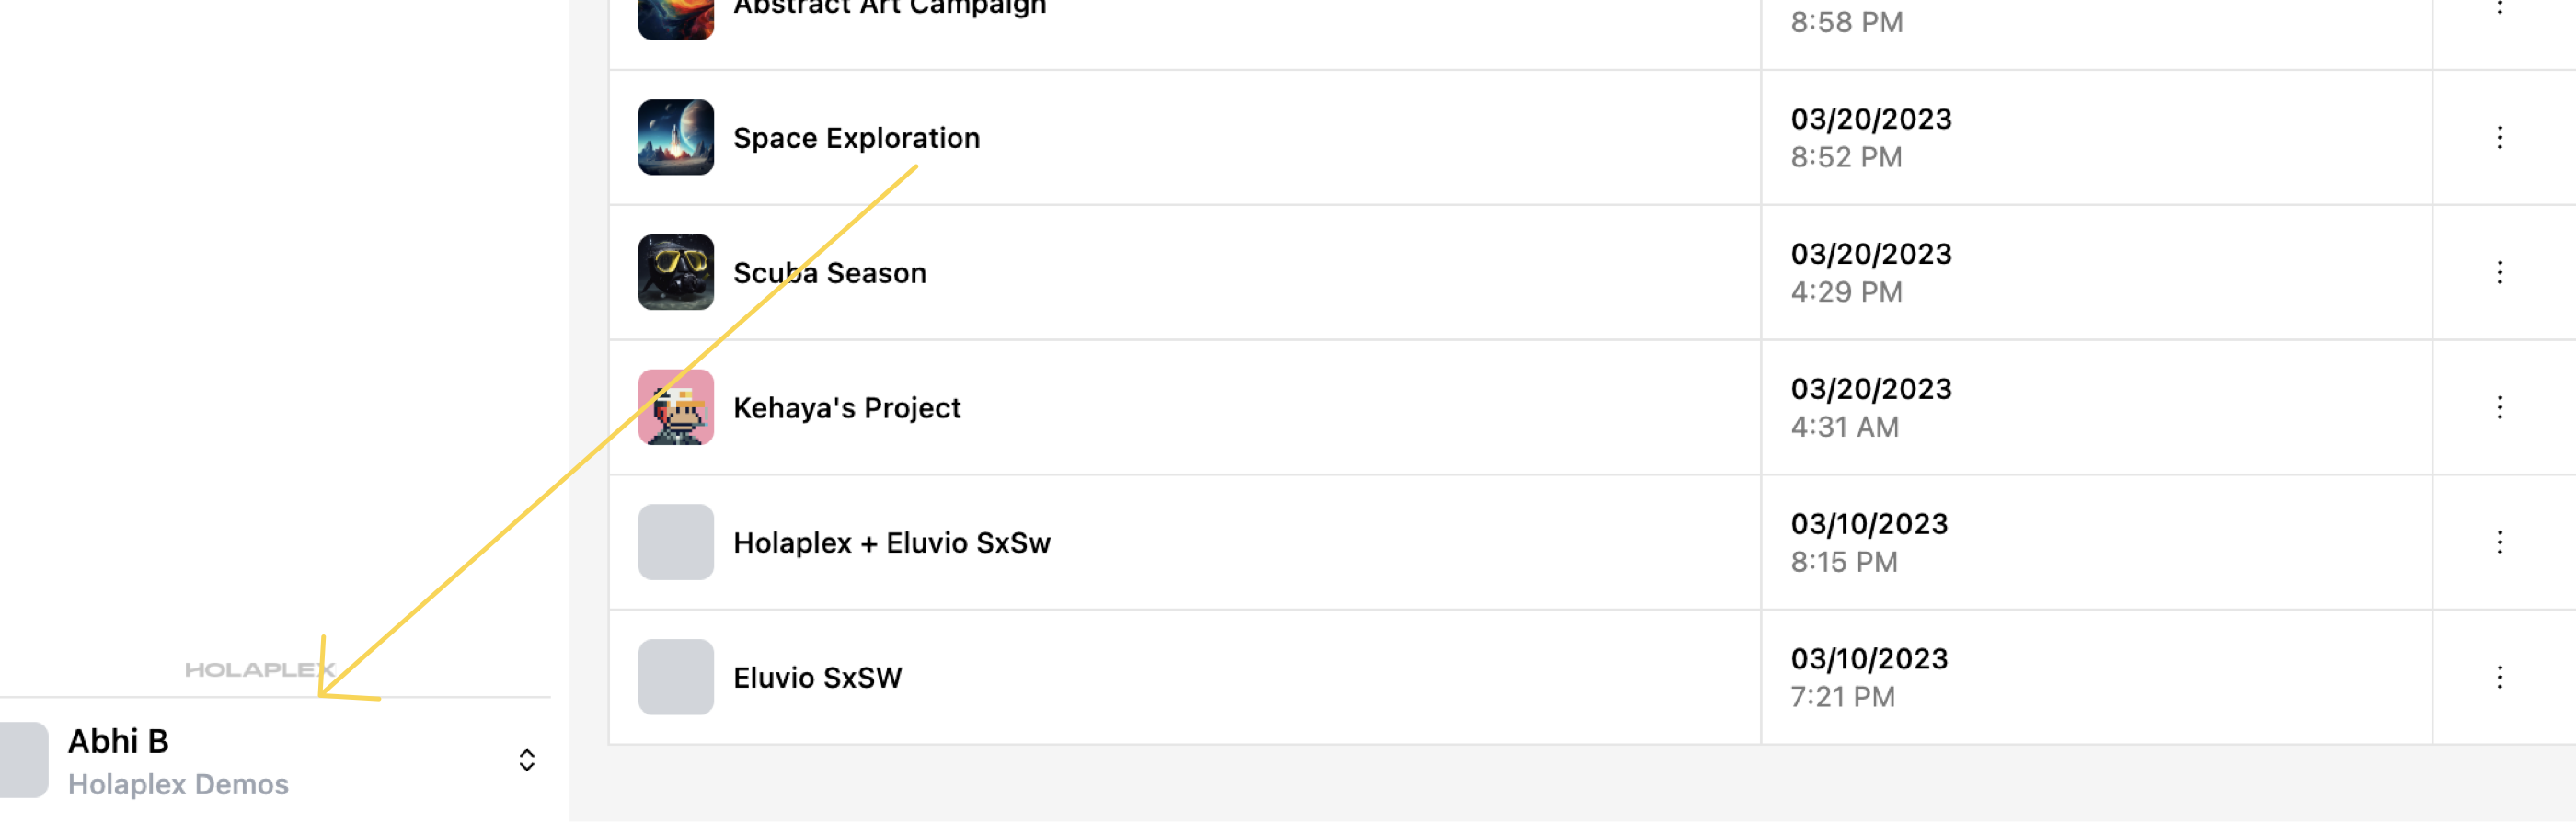 Abstract Art Campaign
8:58 PM
Space Exploration
03/20/2023
8:52 PM
Scuba Season
03/20/2023
4:29 PM
Kehaya's Project
03/20/2023
4:31 AM
Holaplex + Eluvio SxSw
03/10/2023
8:15 PM
Eluvio SxSW
03/10/2023
7:21 PM
HOLAPLEX
Abhi B
Holaplex Demos